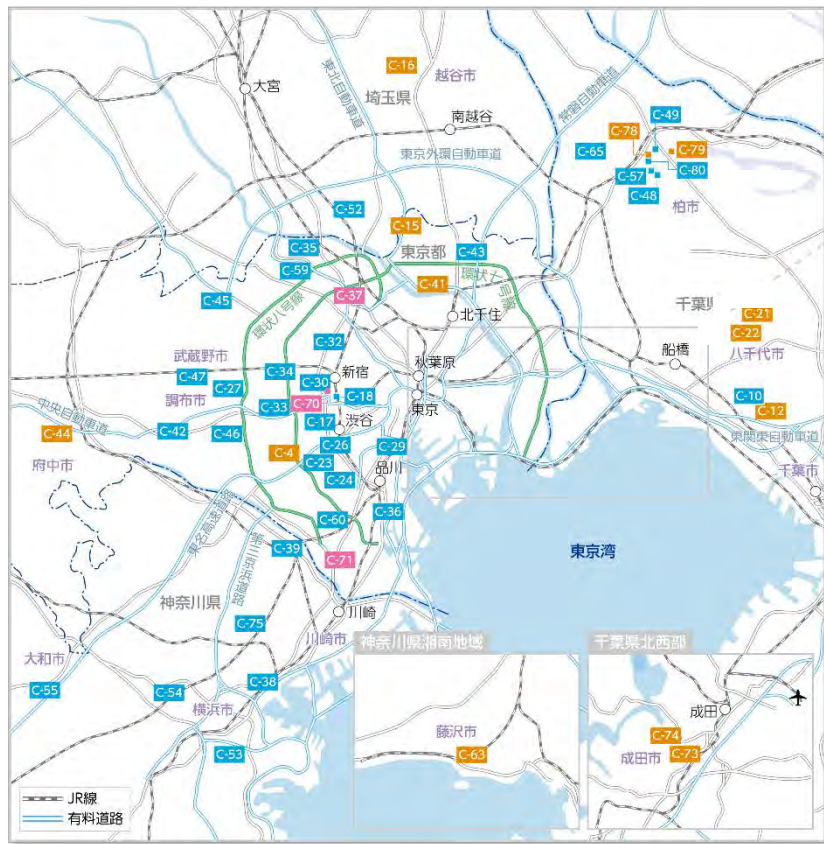 C-16
越谷市
大宮
埼玉県
東北自動車道
南越谷
常磐自動車道
C-49
C-78
C-79
C-65
C-80
C-57
C-48
柏市
東京外環自動車道
C-52
C-15
C-35
東京都
C-43
C-59
環状七号線
C-41
C-37
C-45
環状八号線
北千住
千葉県
C-21
C-22
八千代市
船橋
C-32
武蔵野市
秋葉原
C-47
C-34
新宿
C-30
C-27
C-18
調布市
C-70
C-33
東京
C-10
C-12
中央自動車道
C-17
渋谷
C-44
C-42
C-46
C-26
C-29
東関東自動車道
府中市
C-4
C-23
品川
千葉市
C-24
東名高速道路
C-60
C-36
第三京浜道路
C-39
C-71
東京湾
神奈川県
川崎
C-75
川崎市
大和市
神奈川県湘南地域
千葉県北西部
C-55
C-54
C-38
横浜市
成田
藤沢市
C-74
C-53
C-63
成田市
C-73
JR線
有料道路